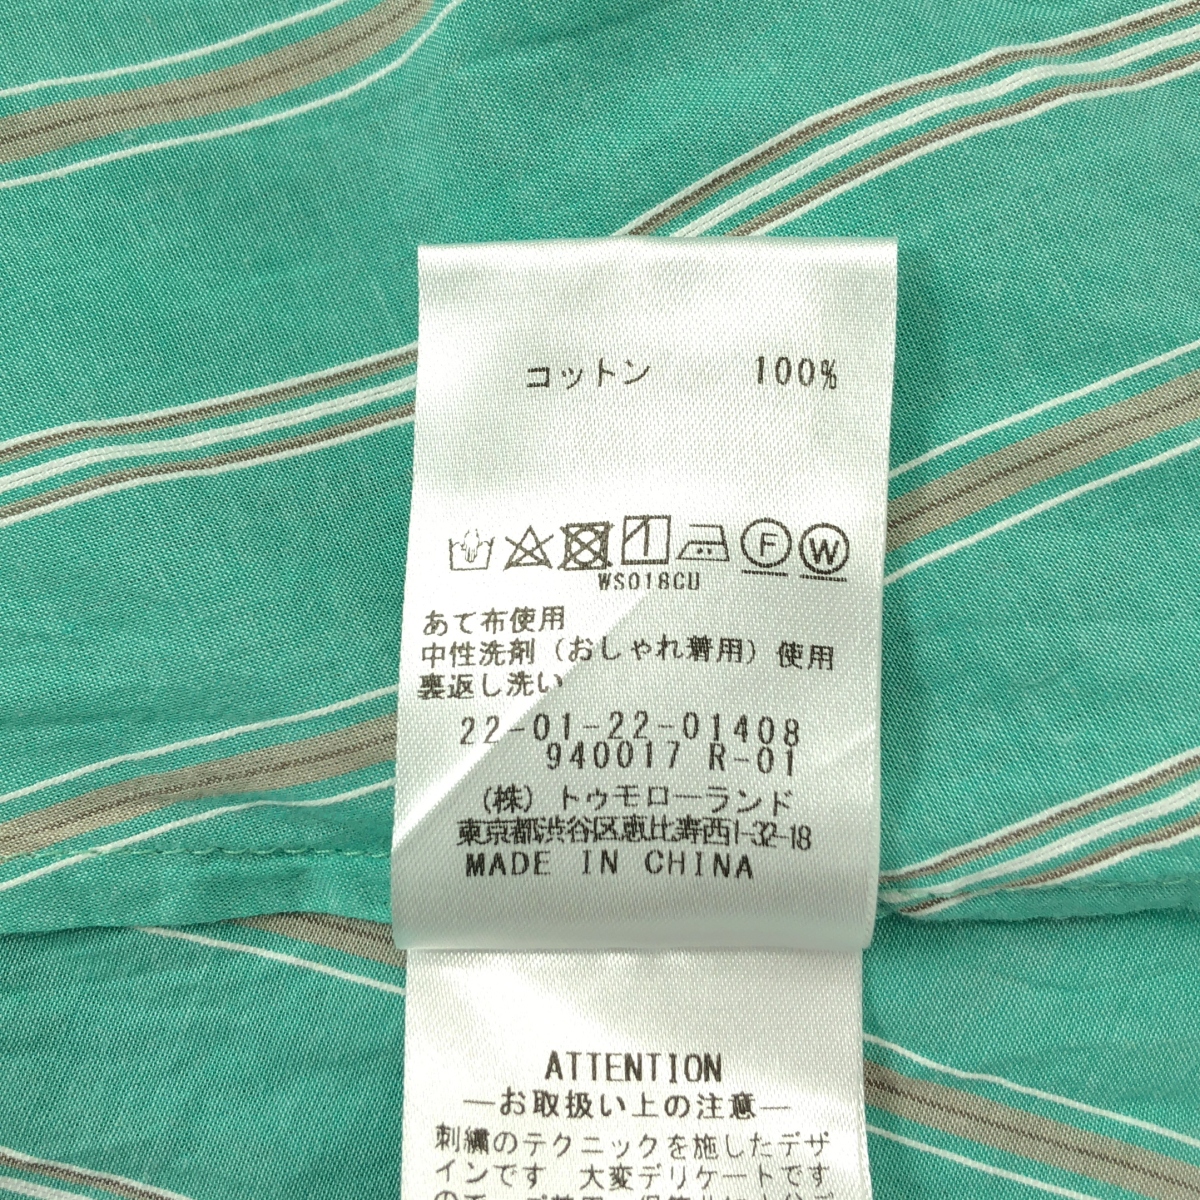 コットン 100%
F W
WS018CU
あて布使用
中性洗剤（おしゃれ着用）使用
裏返し洗い
22-01-22-01408
940017 R-01
（株）トゥモローランド
東京都渋谷区恵比寿西1-32-18
MADE IN CHINA
ATTENTION
―お取扱い上の注意―
刺繍のテクニックを施したデザ
インです 大変デリケートです